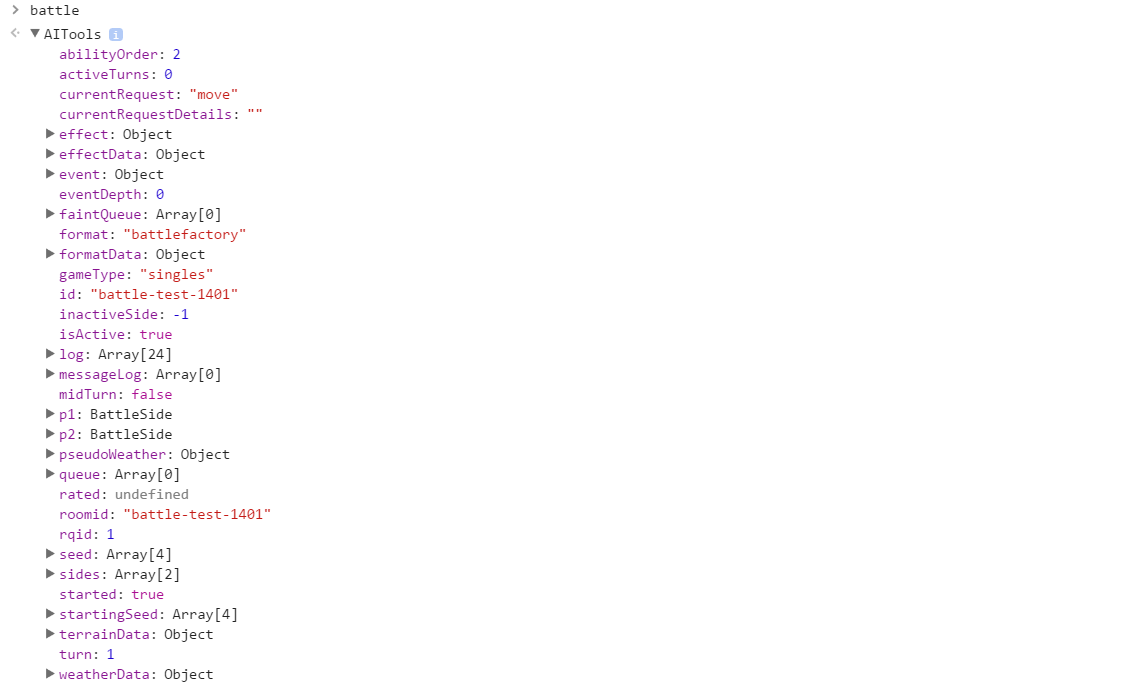 battle
AITools i
abilityOrder: 2
activeTurns: 0
currentRequest: "move"
currentRequestDetails: ""
effect: Object
effectData: Object
event: Object
eventDepth: 0
faintQueue: Array[0]
format: "battlefactory"
formatData: Object
gameType: "singles"
id: "battle-test-1401"
inactiveSide: -1
isActive: true
log: Array[24]
messageLog: Array[0]
midTurn: false
p1: BattleSide
p2: BattleSide
pseudoWeather: Object
queue: Array[0]
rated: undefined
roomid: "battle-test-1401"
rqid: 1
seed: Array[4]
sides: Array[2]
started: true
startingSeed: Array[4]
terrainData: Object
turn: 1
weatherData: Object